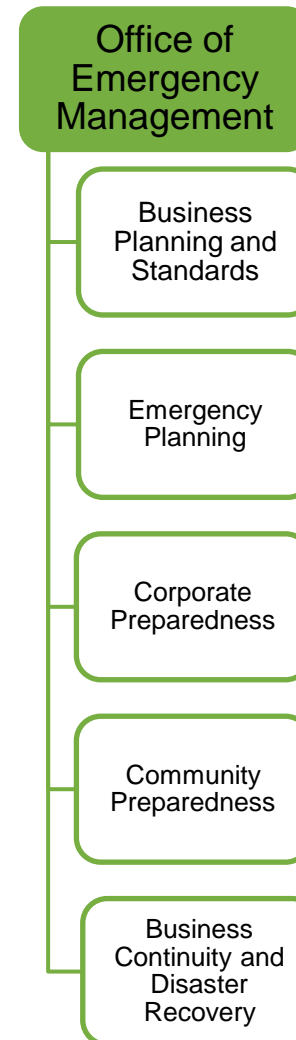 Office of
Emergency
Management
Business
Planning and
Standards
Emergency
Planning
Corporate
Preparedness
Community
Preparedness
Business
Continuity and
Disaster
Recovery